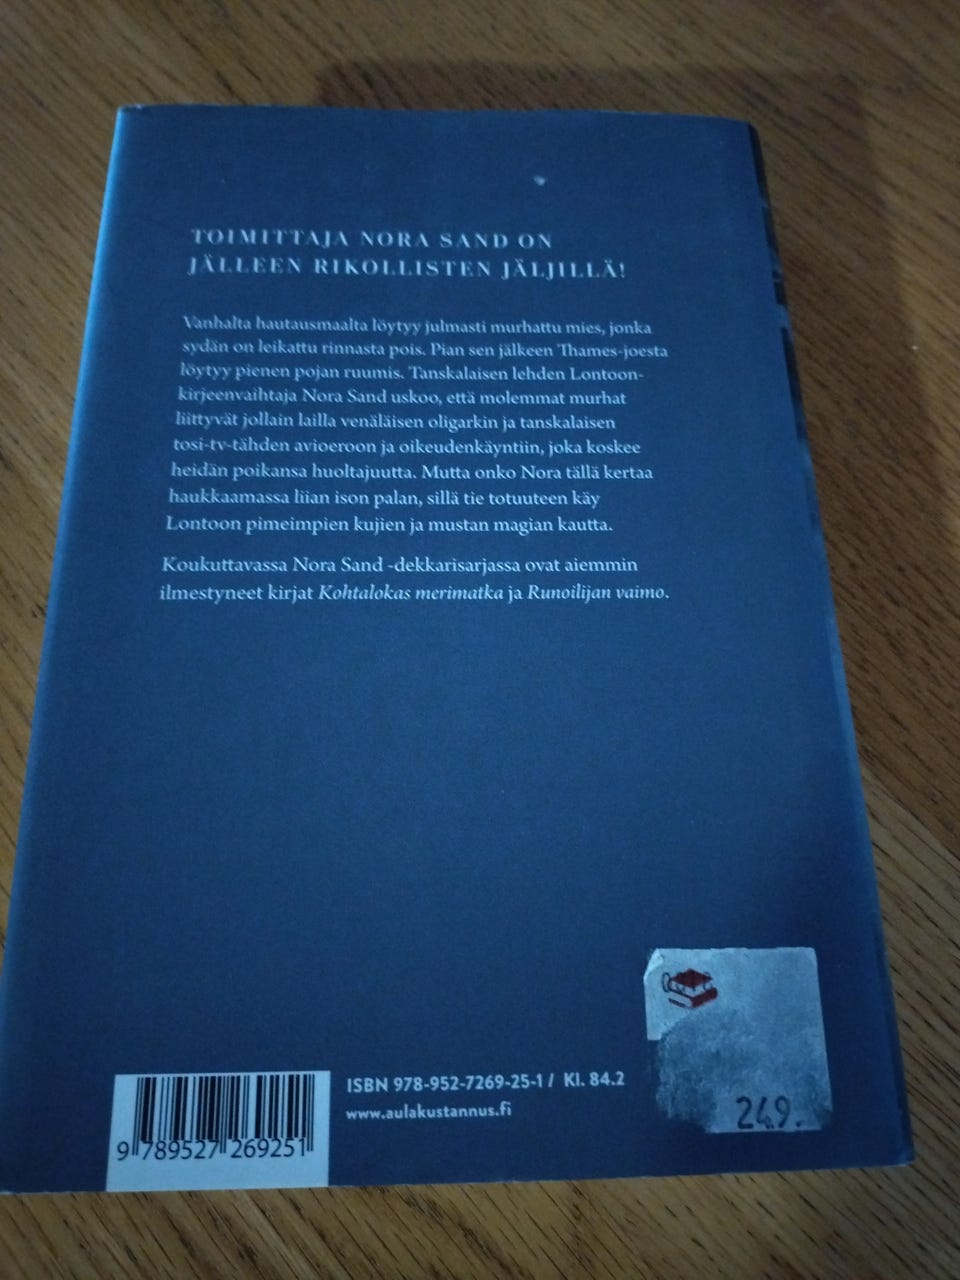 TOIMITTAJA NORA SAND ON
JÄLLEEN RIKOLLISTEN JÄLJILLÄ!
Vanhalta hautausmaalta löytyy julmasti murhattu mies, jonka
sydän on leikattu rinnasta pois. Pian sen jälkeen Thames-joesta
löytyy pienen pojan ruumis. Tanskalaisen lehden Lontoon-
kirjeenvaihtaja Nora Sand uskoo, että molemmat murhat
liittyvät jollain lailla venäläisen oligarkin ja tanskalaisen
tosi-tv-tähden avioeroon ja oikeudenkäyntiin, joka koskee
heidän poikansa huoltajuutta. Mutta onko Nora tällä kertaa
haukkaamassa liian ison palan, sillä tie totuuteen käy
Lontoon pimeimpien kujien ja mustan magian kautta.
Koukuttavassa Nora Sand -dekkarisarjassa ovat aiemmin
ilmestyneet kirjat Kohtalokas merimatka ja Runoilijan vaimo.
ISBN 978-952-7269-25-1 / Kl. 84.2
www.aulakustannus.fi
9 789527 269251
24.9.